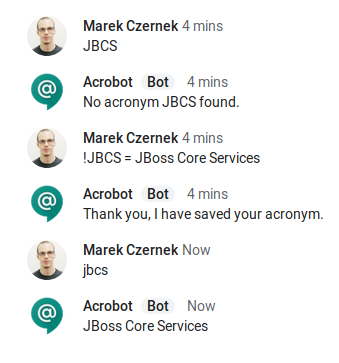 Marek Czernek 4 mins
JBCS
@ Acrobot Bot 4 mins
No acronym JBCS found.
Marek Czernek 4 mins
!JBCS = JBoss Core Services
@ Acrobot Bot 4 mins
Thank you, I have saved your acronym.
Marek Czernek Now
jbcs
@ Acrobot Bot Now
JBoss Core Services